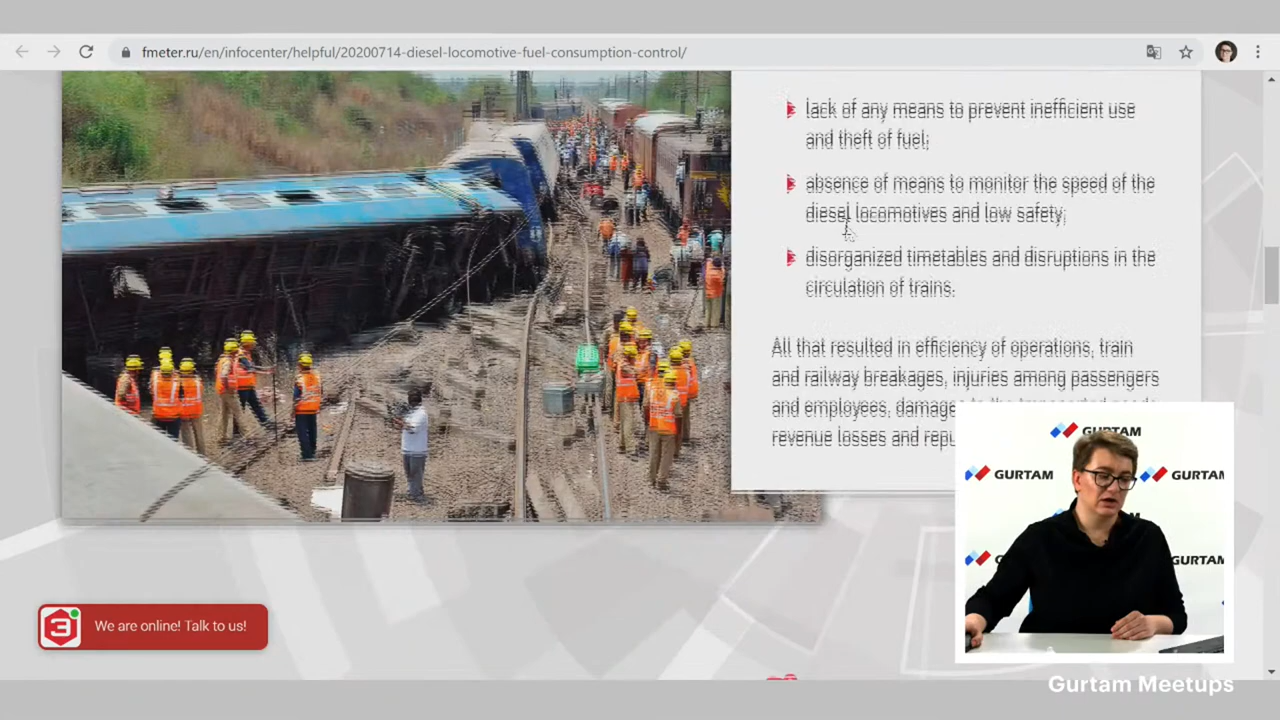 fmeter.ru/en/infocenter/helpful/20200714-diesel-locomotive-fuel-consumption-control/
lack of any means to prevent inefficient use
and theft of fuel;
absence of means to monitor the speed of the
diesel locomotives and low safety;
disorganized timetables and disruptions in the
circulation of trains.
All that resulted in efficiency of operations, train
and railway breakages, injuries among passengers
and employees, damage
revenue losses and
GURTAM
GURTAM
GURTAM
GURTAM
We are online! Talk to us!
Gurtam Meetups